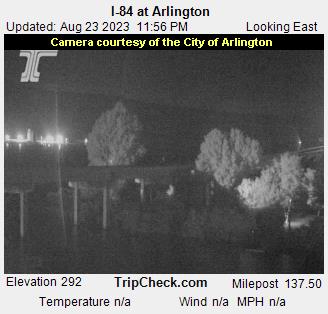 I-84 at Arlington
Updated: Aug 23 2023 11:56 PM Looking East
Camera courtesy of the City of Arlington
Elevation 292 TripCheck.com Milepost 137.50
Temperature n/a Wind n/a MPH n/a